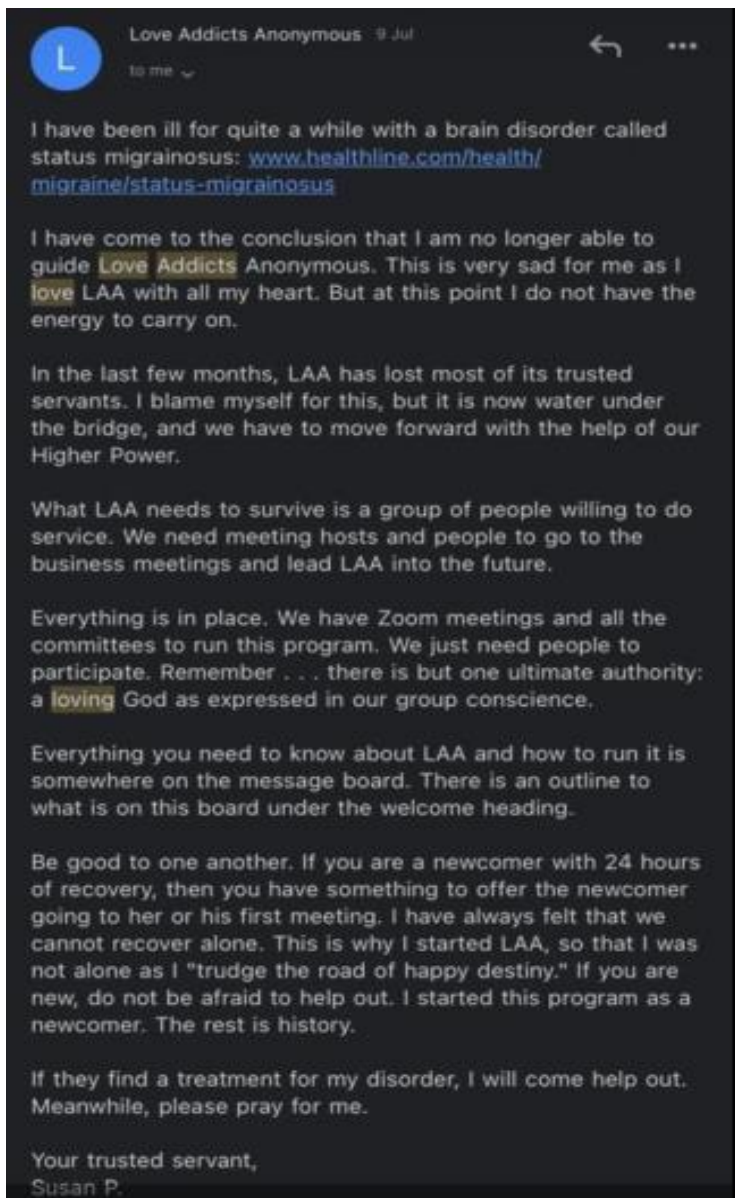 L
Love Addicts Anonymous 9 Jul
to me
I have been ill for quite a while with a brain disorder called
status migrainosus: www.healthline.com/health/
migraine/status-migrainosus
I have come to the conclusion that I am no longer able to
guide Love Addicts Anonymous. This is very sad for me as I
love LAA with all my heart. But at this point I do not have the
energy to carry on.
In the last few months, LAA has lost most of its trusted
servants. I blame myself for this, but it is now water under
the bridge, and we have to move forward with the help of our
Higher Power.
What LAA needs to survive is a group of people willing to do
service. We need meeting hosts and people to go to the
business meetings and lead LAA into the future.
Everything is in place. We have Zoom meetings and all the
committees to run this program. We just need people to
participate. Remember . . . there is but one ultimate authority:
a loving God as expressed in our group conscience.
Everything you need to know about LAA and how to run it is
somewhere on the message board. There is an outline to
what is on this board under the welcome heading.
Be good to one another. If you are a newcomer with 24 hours
of recovery, then you have something to offer the newcomer
going to her or his first meeting. I have always felt that we
cannot recover alone. This is why I started LAA, so that I was
not alone as I "trudge the road of happy destiny." If you are
new, do not be afraid to help out. I started this program as a
newcomer. The rest is history.
If they find a treatment for my disorder, I will come help out.
Meanwhile, please pray for me.
Your trusted servant,
Susan P.